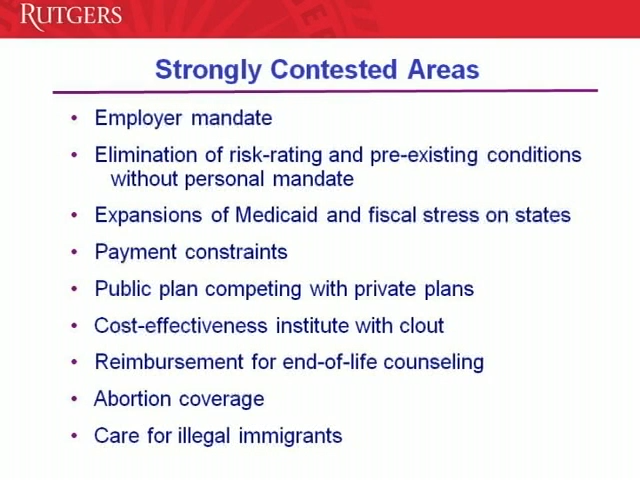 RUTGERS
Strongly Contested Areas
• Employer mandate
• Elimination of risk-rating and pre-existing conditions
without personal mandate
• Expansions of Medicaid and fiscal stress on states
• Payment constraints
• Public plan competing with private plans
• Cost-effectiveness institute with clout
• Reimbursement for end-of-life counseling
• Abortion coverage
• Care for illegal immigrants